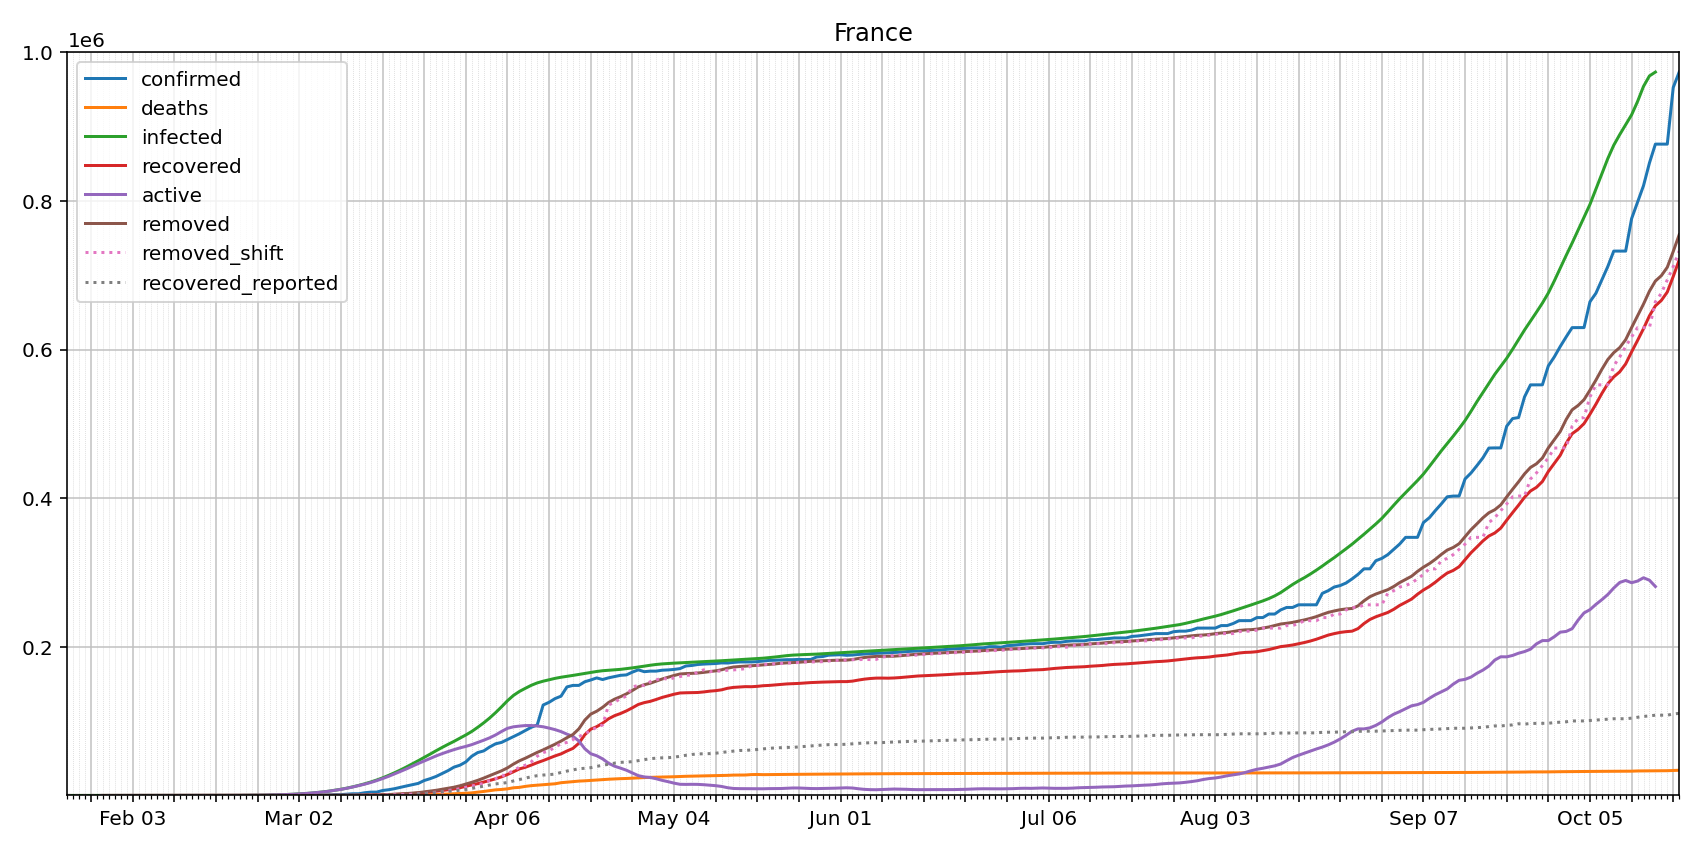 France
1e6
1.0
0.8
0.6
0.4
0.2
confirmed
deaths
infected
recovered
active
removed
removed_shift
recovered_reported
Feb 03 Mar 02 Apr 06 May 04 Jun 01 Jul 06 Aug 03 Sep 07 Oct 05